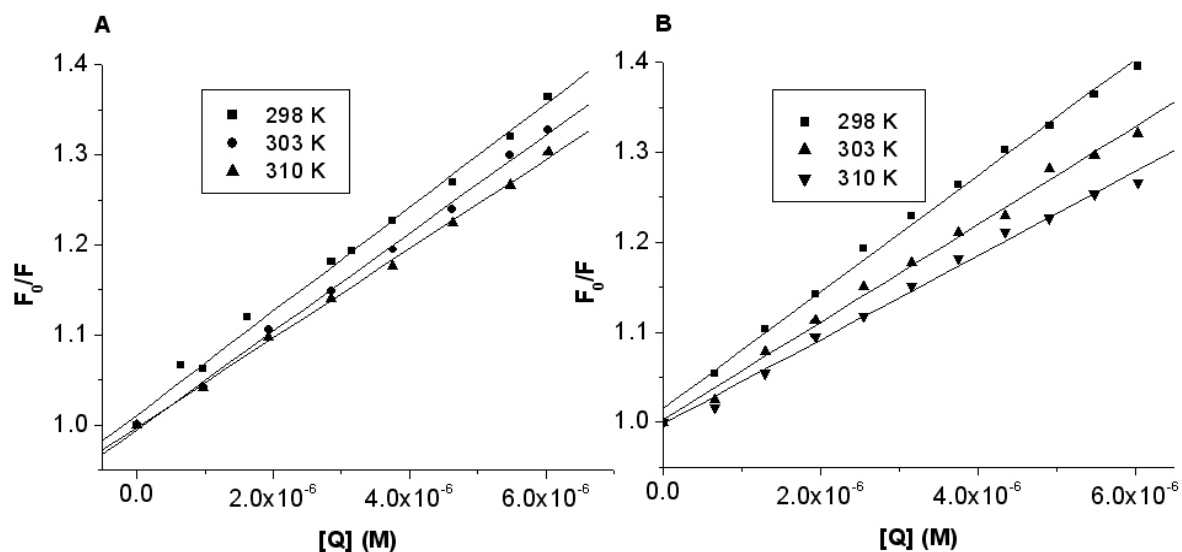 A
1.4
1.3
1.2
1.1
1.0
F₀/F
298 K
303 K
310 K
0.0
2.0x10⁻⁶
4.0x10⁻⁶
6.0x10⁻⁶
[Q] (M)
B
1.4
1.3
1.2
1.1
1.0
F₀/F
298 K
303 K
310 K
0.0
2.0x10⁻⁶
4.0x10⁻⁶
6.0x10⁻⁶
[Q] (M)